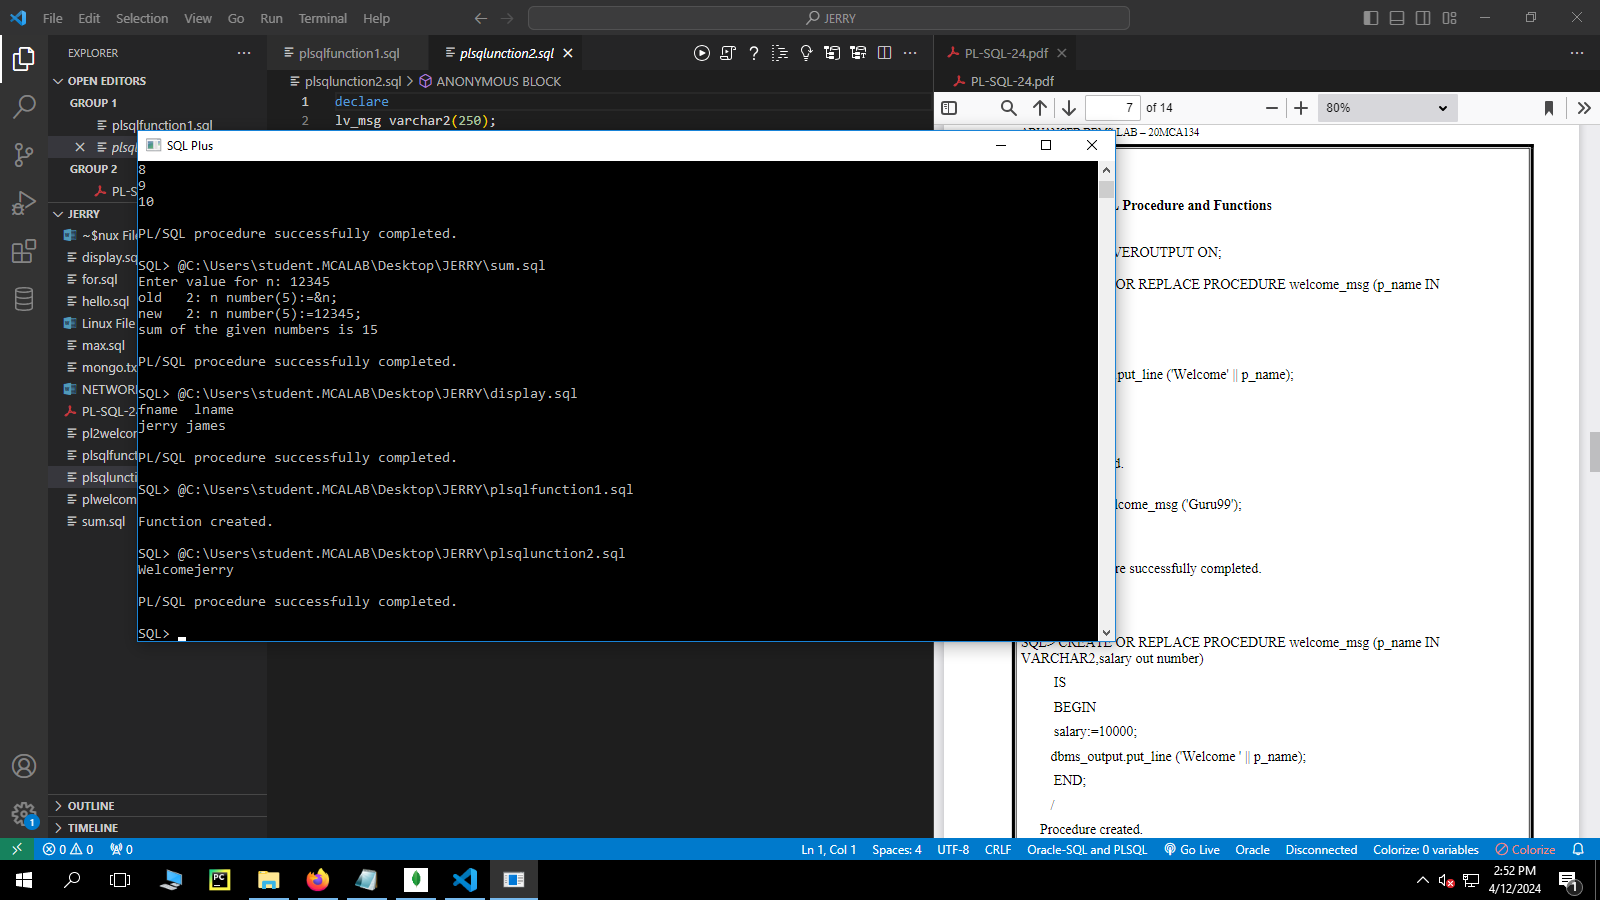 File Edit Selection View Go Run Terminal Help
JERRY
EXPLORER
OPEN EDITORS
GROUP 1
plsqlfunction1.sql
plsql
GROUP 2
PL-S
JERRY
~$nux File
display.sq
for.sql
hello.sql
Linux File
max.sql
mongo.tx
NETWOR
PL-SQL-2
pl2welcon
plsqlfunct
plsqluncti
plwelcom
sum.sql
OUTLINE
TIMELINE
plsqlfunction1.sql
plsqlunction2.sql
plsqlunction2.sql > ANONYMOUS BLOCK
1 declare
2 lv_msg varchar2(250);
SQL Plus
8
9
10
PL/SQL procedure successfully completed.
SQL> @C:\Users\student.MCALAB\Desktop\JERRY\sum.sql
Enter value for n: 12345
old   2: n number(5):=&n;
new   2: n number(5):=12345;
sum of the given numbers is 15
PL/SQL procedure successfully completed.
SQL> @C:\Users\student.MCALAB\Desktop\JERRY\display.sql
fname  lname
jerry james
PL/SQL procedure successfully completed.
SQL> @C:\Users\student.MCALAB\Desktop\JERRY\plsqlfunction1.sql
Function created.
SQL> @C:\Users\student.MCALAB\Desktop\JERRY\plsqlunction2.sql
Welcomejerry
PL/SQL procedure successfully completed.
SQL>
PL-SQL-24.pdf
PL-SQL-24.pdf
7 of 14
80%
LAB – 20MCA134
Procedure and Functions
VEROUTPUT ON;
OR REPLACE PROCEDURE welcome_msg (p_name IN
put_line ('Welcome' || p_name);
d.
lcome_msg ('Guru99');
re successfully completed.
SQL> CREATE OR REPLACE PROCEDURE welcome_msg (p_name IN
VARCHAR2,salary out number)
IS
BEGIN
salary:=10000;
dbms_output.put_line ('Welcome ' || p_name);
END;
/
Procedure created.
0 0 0
Ln 1, Col 1 Spaces: 4 UTF-8 CRLF Oracle-SQL and PLSQL Go Live Oracle Disconnected Colorize: 0 variables Colorize
1
PC
2:52 PM
4/12/2024
1